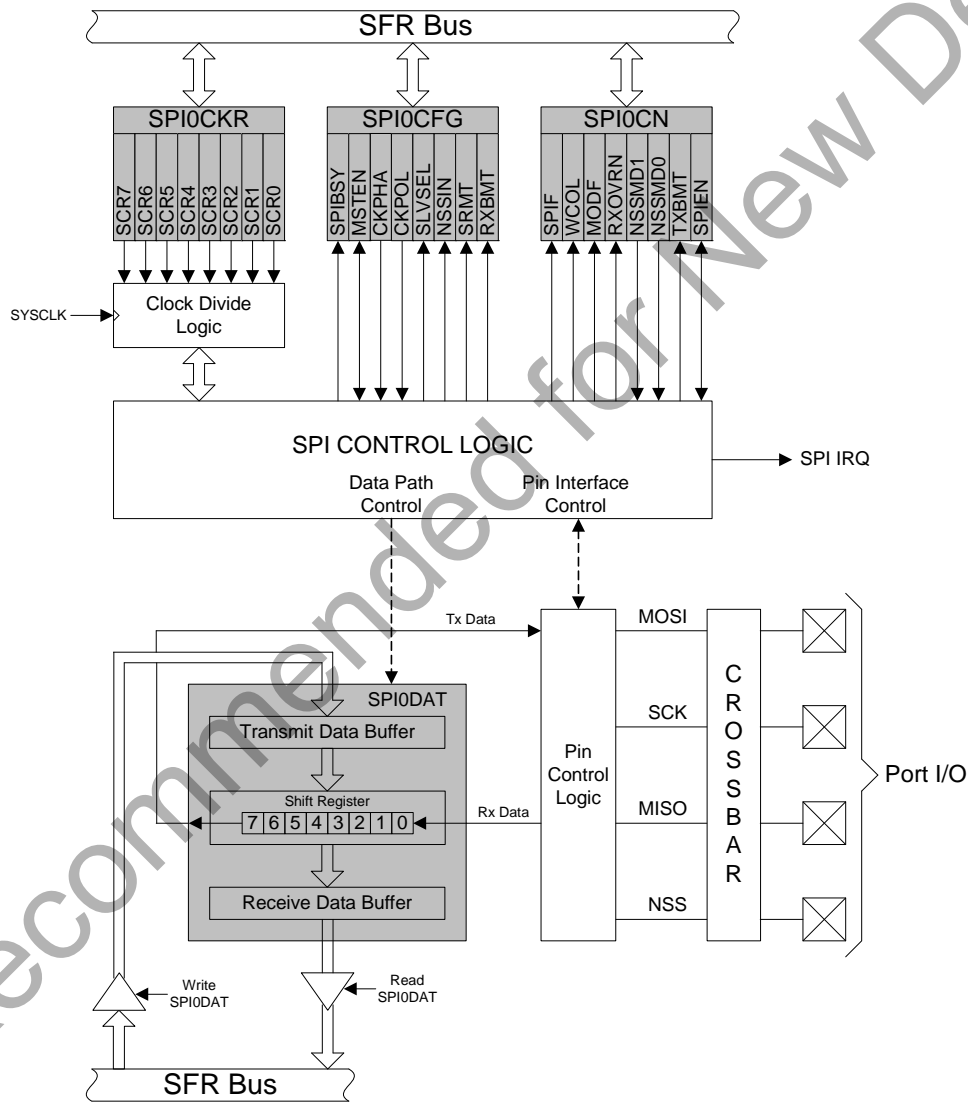 SFR Bus
SPI0CKR
SCR7
SCR6
SCR5
SCR4
SCR3
SCR2
SCR1
SCR0
SPI0CFG
SPIBSY
MSTEN
CKPHA
CKPOL
SLVSEL
NSSIN
SRMT
RXBMT
SPI0CN
SPIF
WCOL
MODF
RXOVRN
NSSMD1
NSSMD0
TXBMT
SPIEN
SYSCLK
Clock Divide
Logic
SPI CONTROL LOGIC
Data Path
Control
Pin Interface
Control
SPI IRQ
Tx Data
SPI0DAT
Transmit Data Buffer
Shift Register
7 6 5 4 3 2 1 0
Rx Data
Receive Data Buffer
Pin
Control
Logic
MOSI
SCK
MISO
NSS
CROSSBAR
Port I/O
Write
SPI0DAT
Read
SPI0DAT
SFR Bus
Recommended for New De